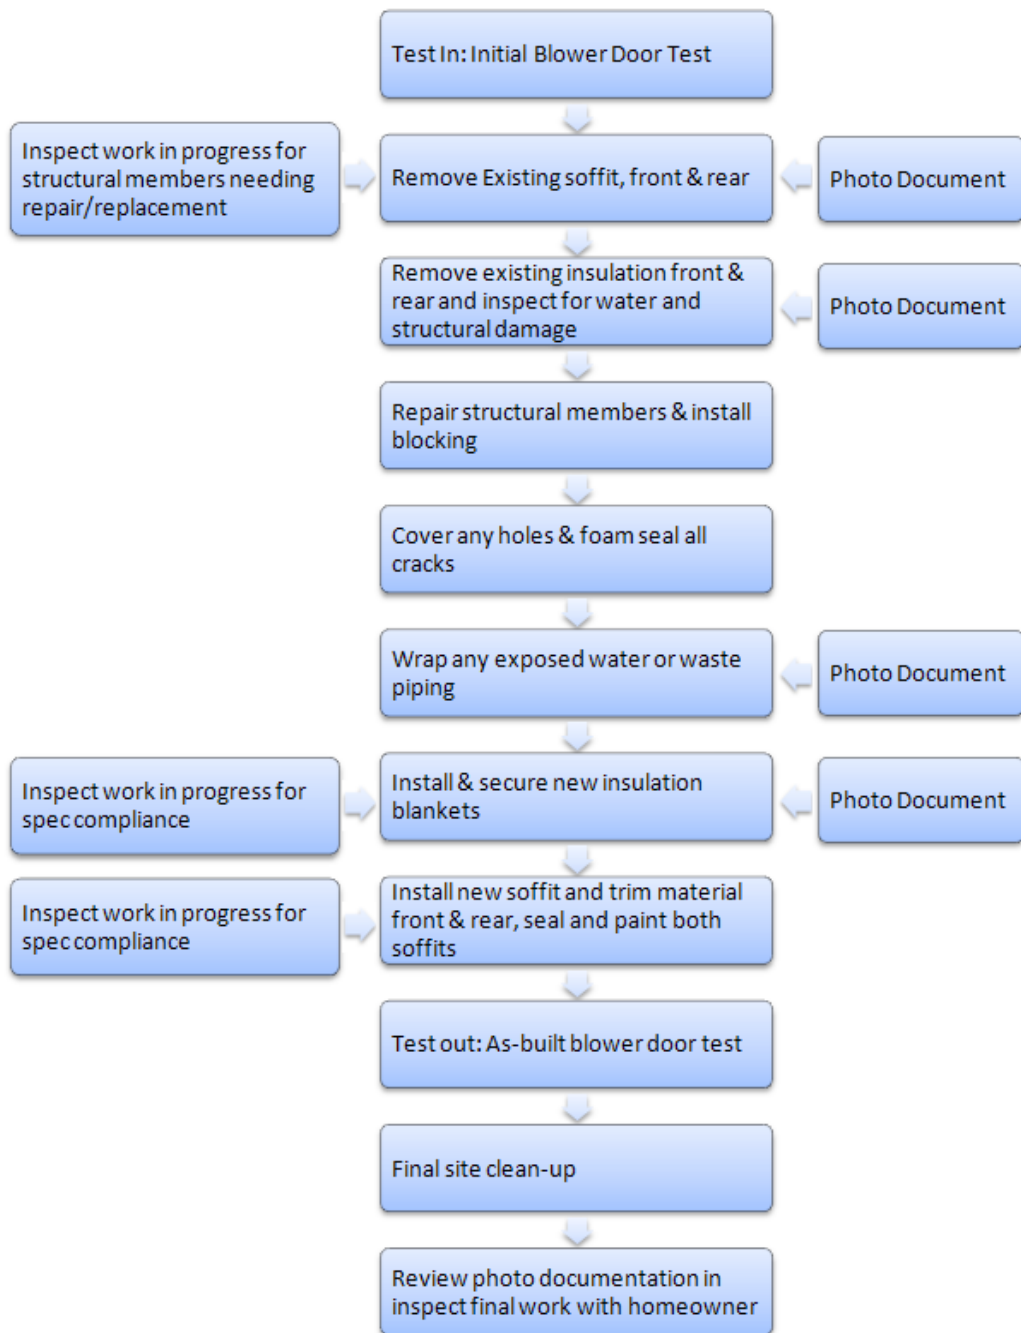 Test In: Initial Blower Door Test
Inspect work in progress for
structural members needing
repair/replacement
Remove Existing soffit, front & rear
Photo Document
Remove existing insulation front &
rear and inspect for water and
structural damage
Photo Document
Repair structural members & install
blocking
Cover any holes & foam seal all
cracks
Wrap any exposed water or waste
piping
Photo Document
Inspect work in progress for
spec compliance
Install & secure new insulation
blankets
Photo Document
Inspect work in progress for
spec compliance
Install new soffit and trim material
front & rear, seal and paint both
soffits
Test out: As-built blower door test
Final site clean-up
Review photo documentation in
inspect final work with homeowner